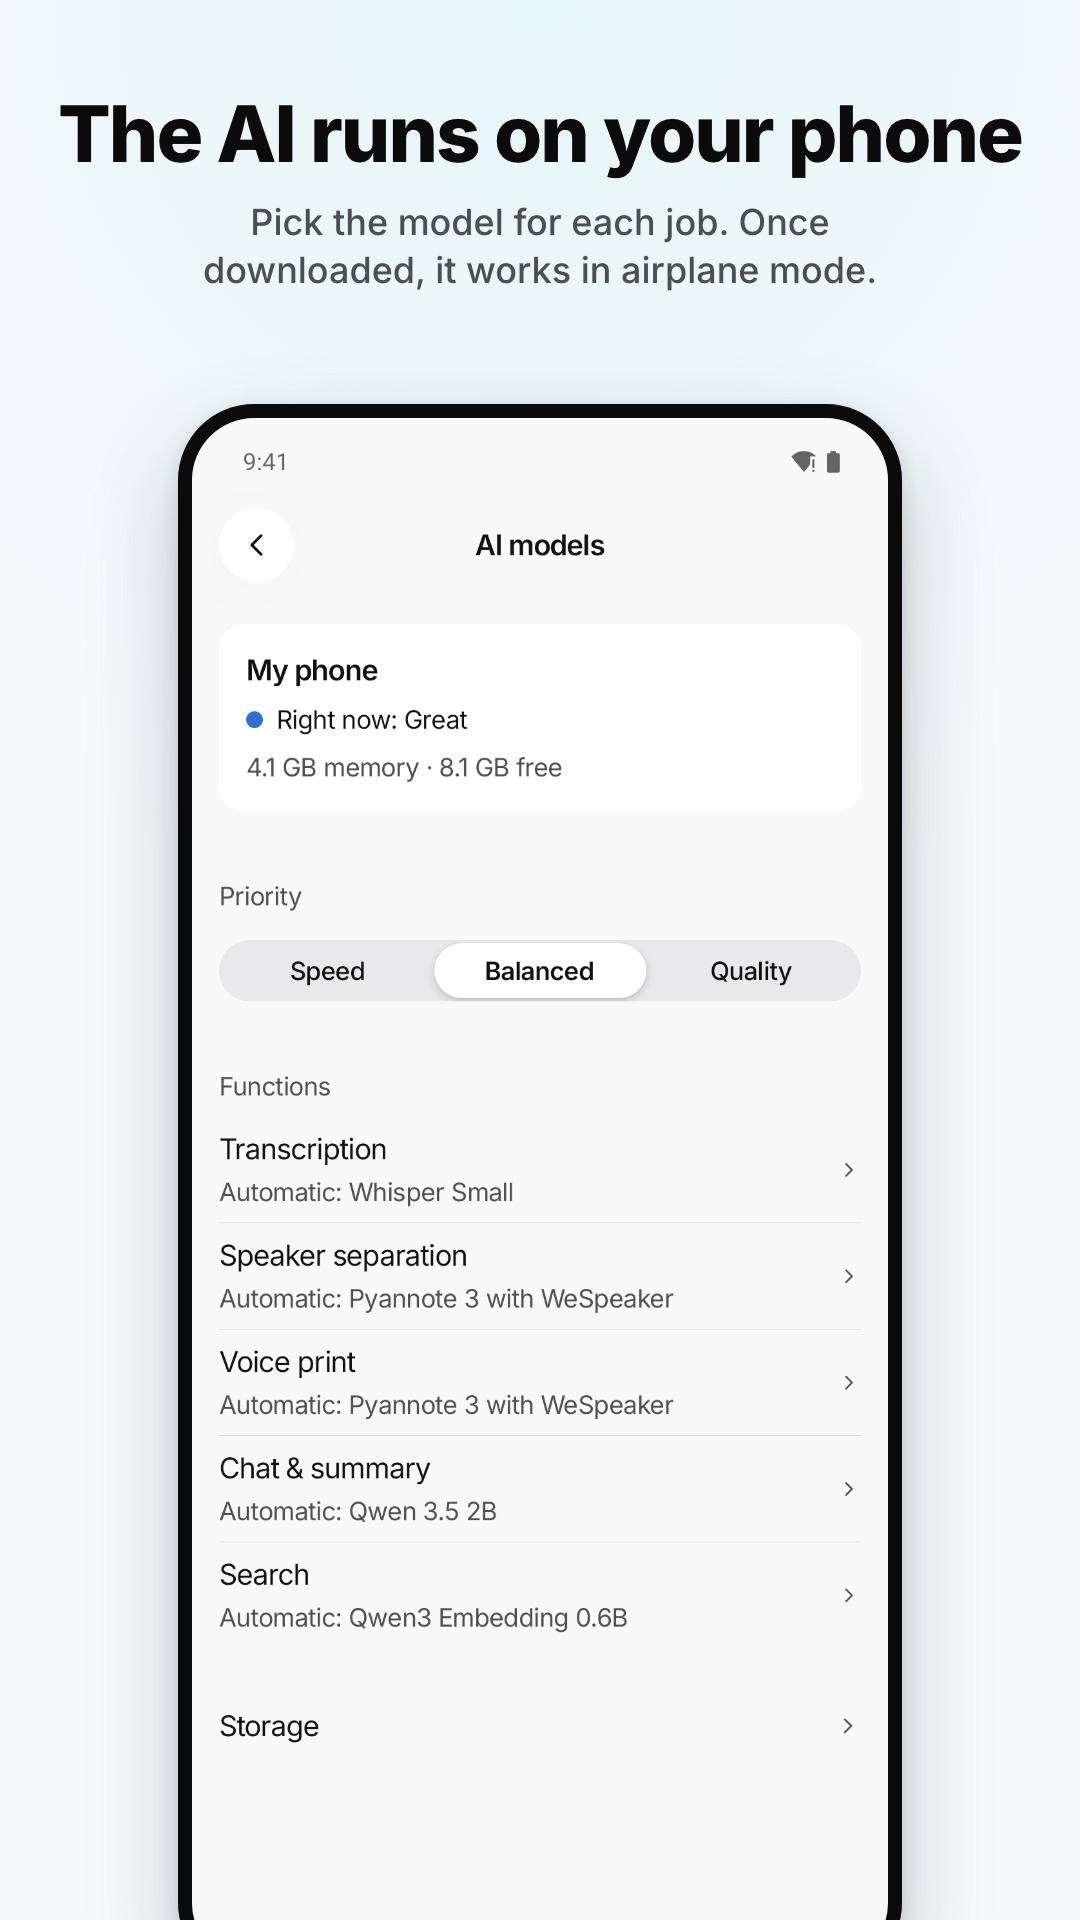 The AI runs on your phone
Pick the model for each job. Once
downloaded, it works in airplane mode.
9:41
AI models
My phone
Right now: Great
4.1 GB memory · 8.1 GB free
Priority
Speed
Balanced
Quality
Functions
Transcription
Automatic: Whisper Small
Speaker separation
Automatic: Pyannote 3 with WeSpeaker
Voice print
Automatic: Pyannote 3 with WeSpeaker
Chat & summary
Automatic: Qwen 3.5 2B
Search
Automatic: Qwen3 Embedding 0.6B
Storage